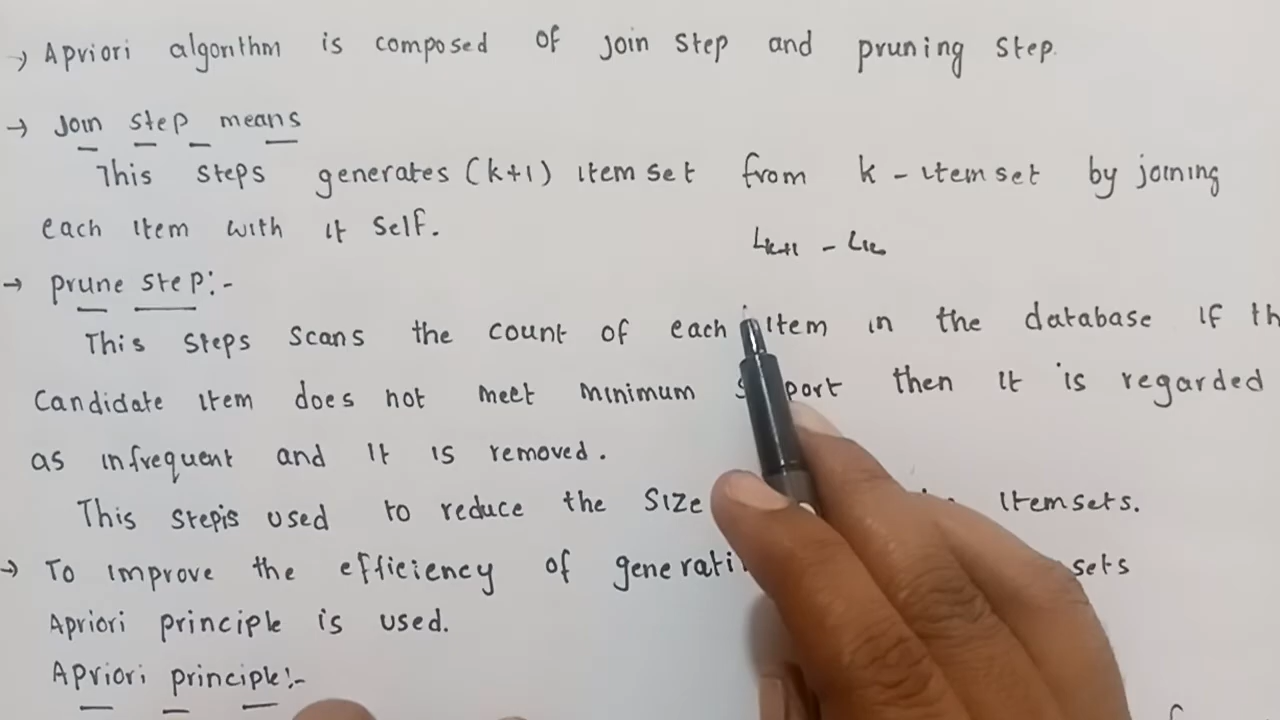 → Apriori algorithm is composed of join step and pruning step.
→ Join step means
This steps generates (k+1) itemset from k-itemset by joining
each item with it self.
Lk+1 - Lk
→ prune step:-
This steps scans the count of each item in the database if th
candidate item does not meet minimum port then it is regarded
as infrequent and it is removed.
This step is used to reduce the size itemsets.
→ To improve the efficiency of generati sets
Apriori principle is used.
Apriori principle:-